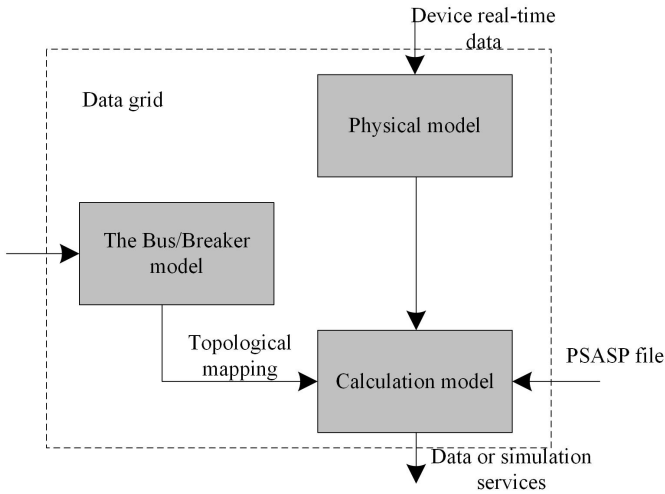 Device real-time
data
Data grid
Physical model
The Bus/Breaker
model
Topological
mapping
Calculation model
PSASP file
Data or simulation
services